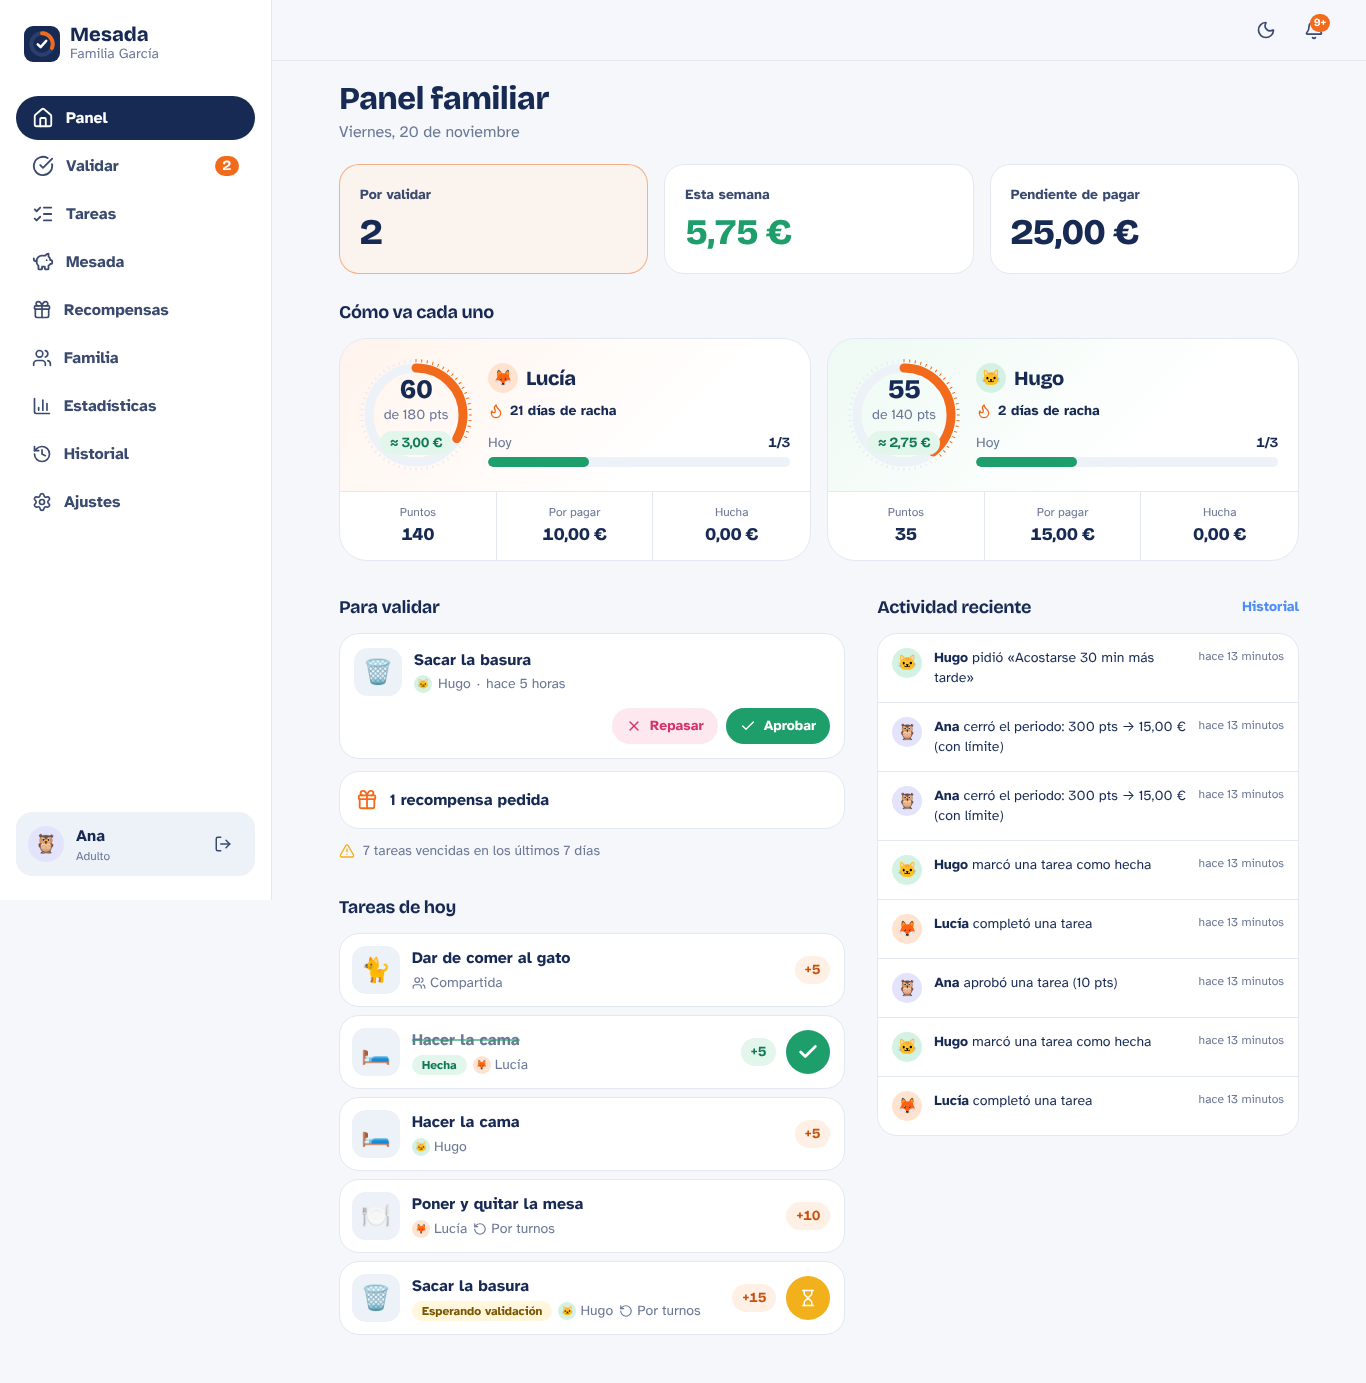 Mesada
Familia García
Panel
Validar
2
Tareas
Mesada
Recompensas
Familia
Estadísticas
Historial
Ajustes
Ana
Adulto
9+
Panel familiar
Viernes, 20 de noviembre
Por validar
2
Esta semana
5,75 €
Pendiente de pagar
25,00 €
Cómo va cada uno
60
de 180 pts
≈ 3,00 €
Lucía
21 días de racha
Hoy
1/3
Puntos
140
Por pagar
10,00 €
Hucha
0,00 €
55
de 140 pts
≈ 2,75 €
Hugo
2 días de racha
Hoy
1/3
Puntos
35
Por pagar
15,00 €
Hucha
0,00 €
Para validar
Sacar la basura
Hugo · hace 5 horas
Repasar
Aprobar
1 recompensa pedida
7 tareas vencidas en los últimos 7 días
Tareas de hoy
Dar de comer al gato
Compartida
+5
Hacer la cama
Hecha
Lucía
+5
Hacer la cama
Hugo
+5
Poner y quitar la mesa
Lucía
Por turnos
+10
Sacar la basura
Esperando validación
Hugo
Por turnos
+15
Actividad reciente
Historial
Hugo pidió «Acostarse 30 min más
tarde»
hace 13 minutos
Ana cerró el periodo: 300 pts → 15,00 €
(con límite)
hace 13 minutos
Ana cerró el periodo: 300 pts → 15,00 €
(con límite)
hace 13 minutos
Hugo marcó una tarea como hecha
hace 13 minutos
Lucía completó una tarea
hace 13 minutos
Ana aprobó una tarea (10 pts)
hace 13 minutos
Hugo marcó una tarea como hecha
hace 13 minutos
Lucía completó una tarea
hace 13 minutos